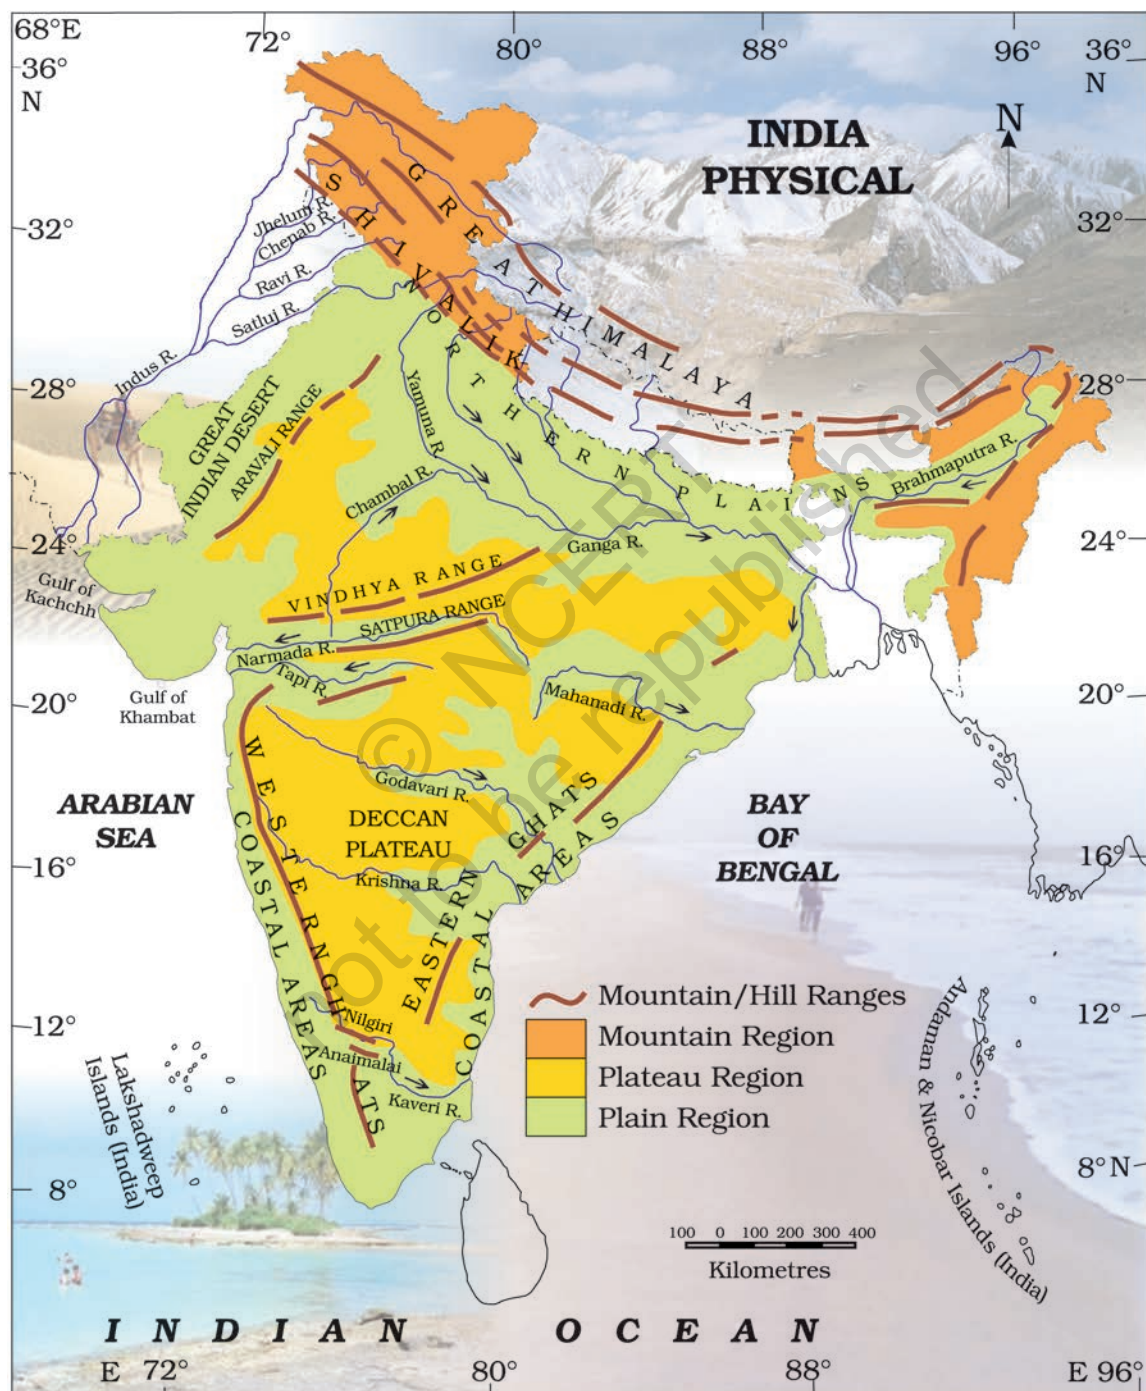 68°E
72°
80°
88°
96°
36°
36°
N
N
INDIA
PHYSICAL
32°
32°
28°
28°
24°
24°
20°
20°
16°
16°
12°
12°
8°
8°N
GREAT HIMALAYA
SHIVALIK
Jhelum R.
Chenab R.
Ravi R.
Satluj R.
Indus R.
NORTHERN PLAINS
GREAT
INDIAN DESERT
ARAVALI RANGE
Yamuna R.
Chambal R.
Ganga R.
Brahmaputra R.
Gulf of
Kachchh
VINDHYA RANGE
SATPURA RANGE
Narmada R.
Tapi R.
Gulf of
Khambat
Mahanadi R.
Godavari R.
DECCAN
PLATEAU
Krishna R.
WESTERN GHATS
COASTAL AREAS
EASTERN GHATS
COASTAL AREAS
ARABIAN
SEA
BAY
OF
BENGAL
Nilgiri
Anaimalai
Kaveri R.
Lakshadweep
Islands (India)
Andaman & Nicobar Islands (India)
Mountain/Hill Ranges
Mountain Region
Plateau Region
Plain Region
100 0 100 200 300 400
Kilometres
INDIAN OCEAN
E 72°
80°
88°
E 96°
© NCERT
not to be republished